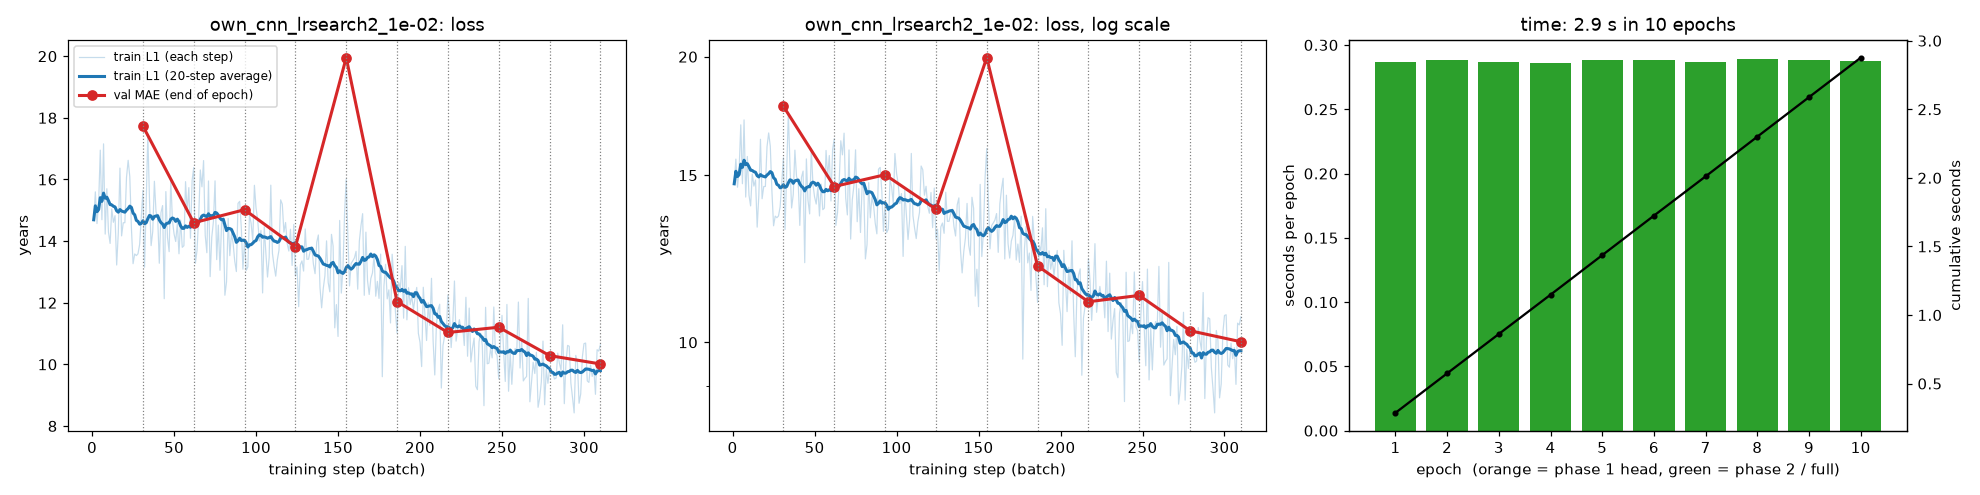 own_cnn_lrsearch2_1e-02: loss
train L1 (each step)
train L1 (20-step average)
val MAE (end of epoch)
20
18
16
14
12
10
8
years
0 50 100 150 200 250 300
training step (batch)
own_cnn_lrsearch2_1e-02: loss, log scale
20
15
10
years
0 50 100 150 200 250 300
training step (batch)
time: 2.9 s in 10 epochs
0.30
0.25
0.20
0.15
0.10
0.05
0.00
seconds per epoch
3.0
2.5
2.0
1.5
1.0
0.5
cumulative seconds
1 2 3 4 5 6 7 8 9 10
epoch  (orange = phase 1 head, green = phase 2 / full)